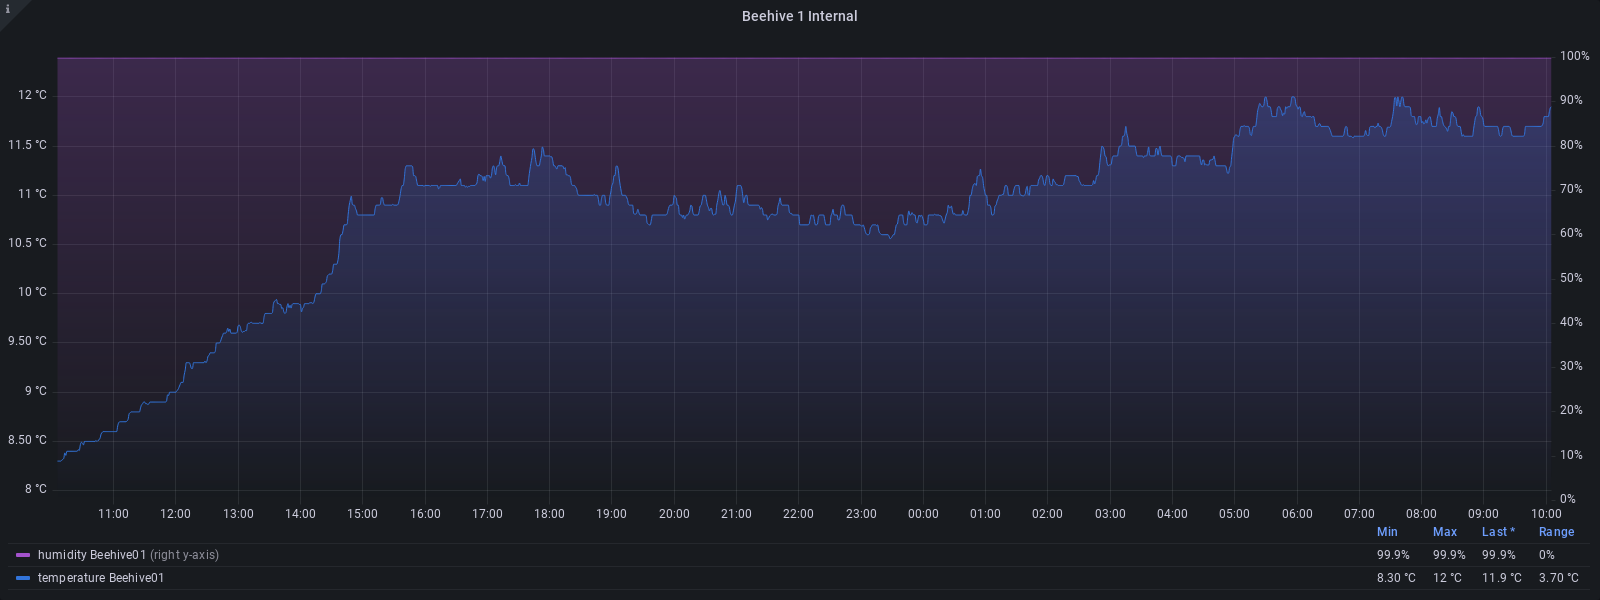 i
Beehive 1 Internal
12 °C
11.5 °C
11 °C
10.5 °C
10 °C
9.50 °C
9 °C
8.50 °C
8 °C
100%
90%
80%
70%
60%
50%
40%
30%
20%
10%
0%
11:00 12:00 13:00 14:00 15:00 16:00 17:00 18:00 19:00 20:00 21:00 22:00 23:00 00:00 01:00 02:00 03:00 04:00 05:00 06:00 07:00 08:00 09:00 10:00
Min Max Last * Range
humidity Beehive01 (right y-axis) 99.9% 99.9% 99.9% 0%
temperature Beehive01 8.30 °C 12 °C 11.9 °C 3.70 °C